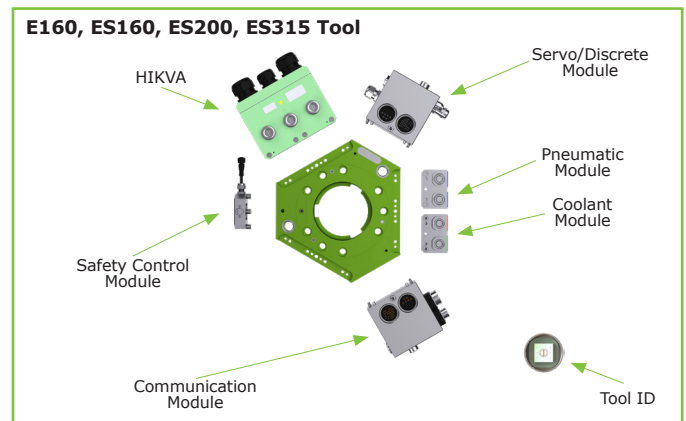 E160, ES160, ES200, ES315 Tool
HIKVA
Servo/Discrete
Module
Pneumatic
Module
Coolant
Module
Safety Control
Module
Communication
Module
Tool ID